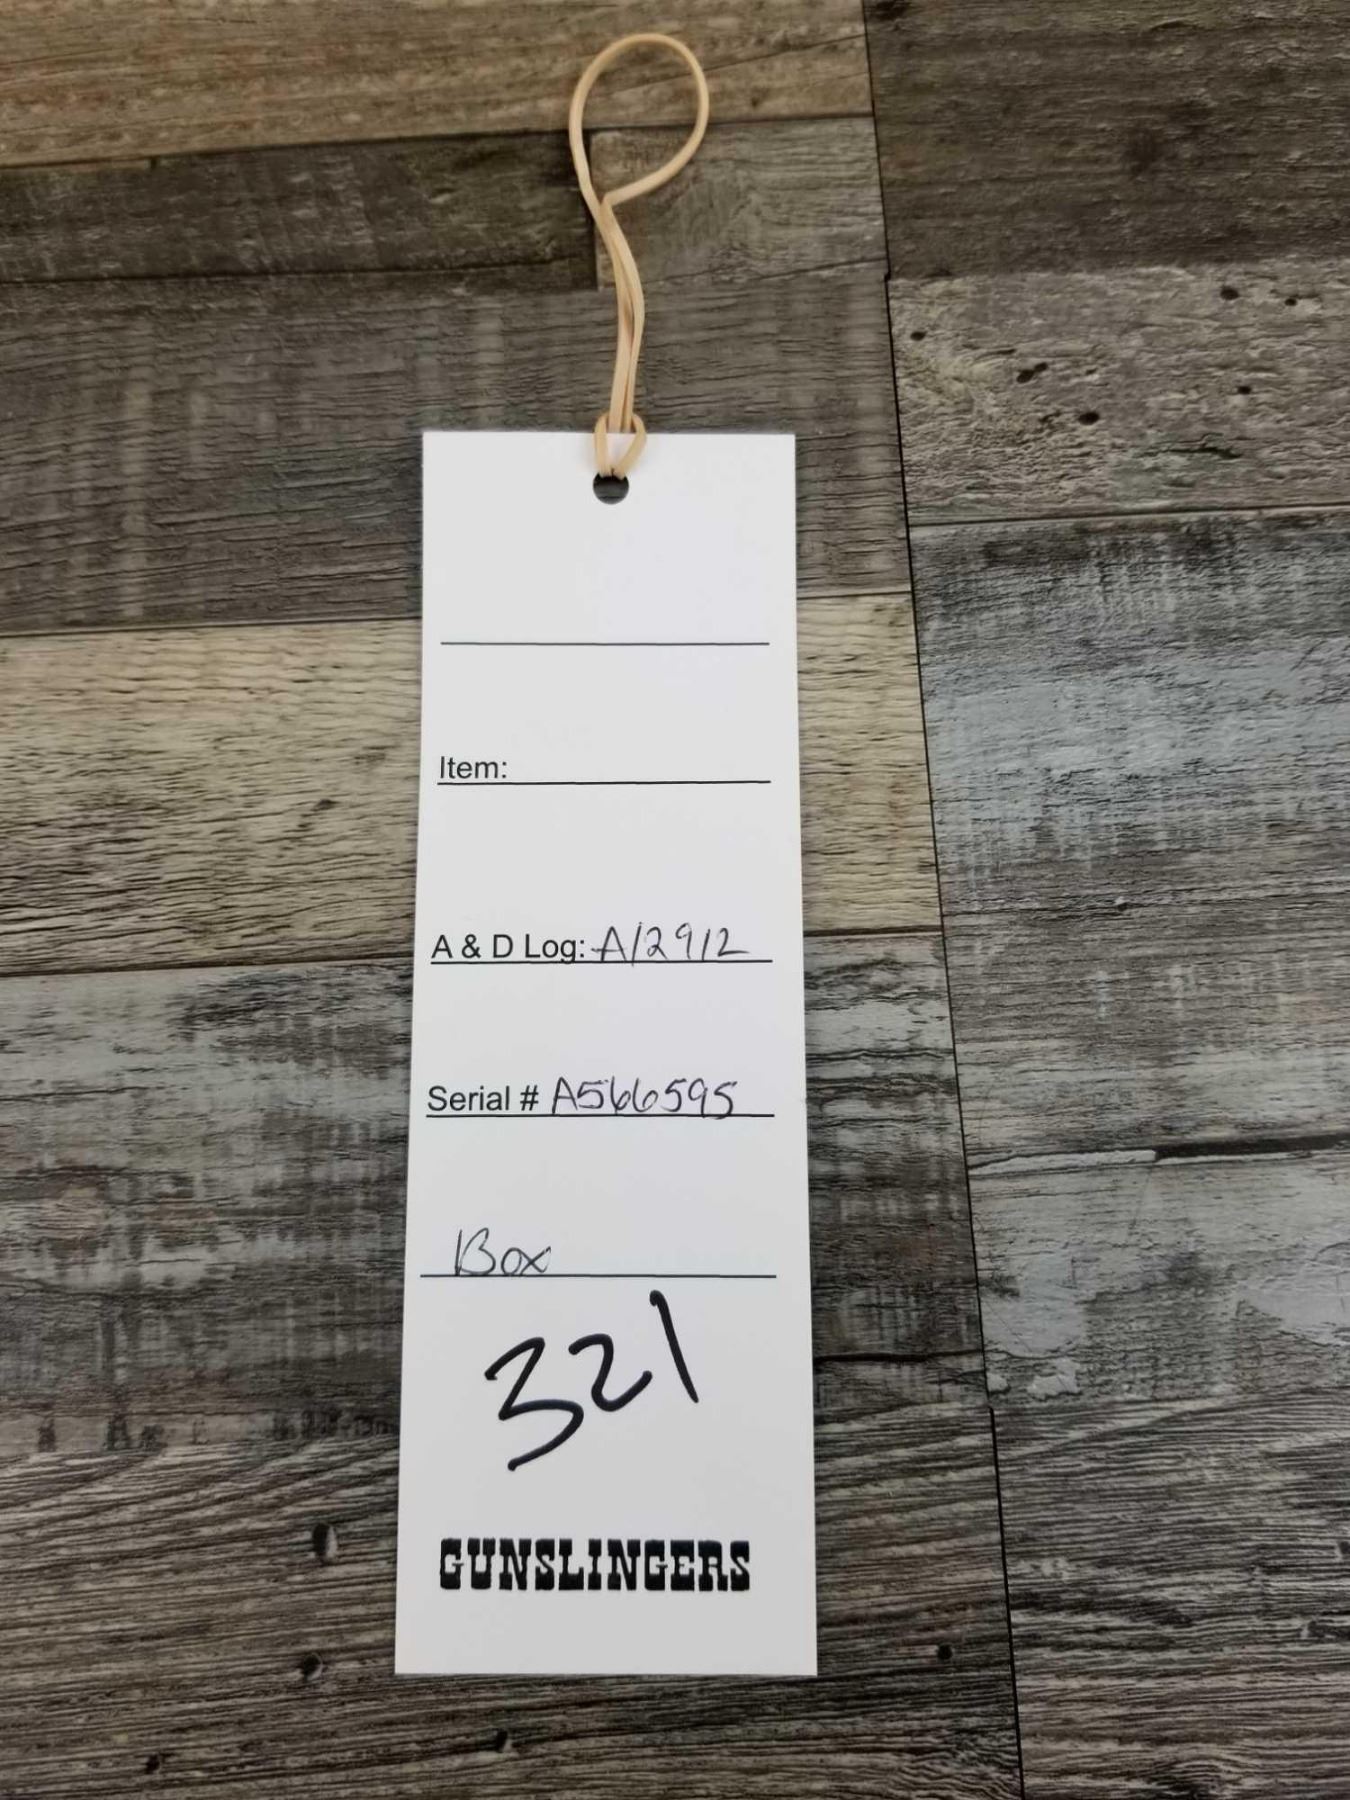 Item:
A & D Log: A12912
Serial # A566595
Box
321
GUNSLINGERS